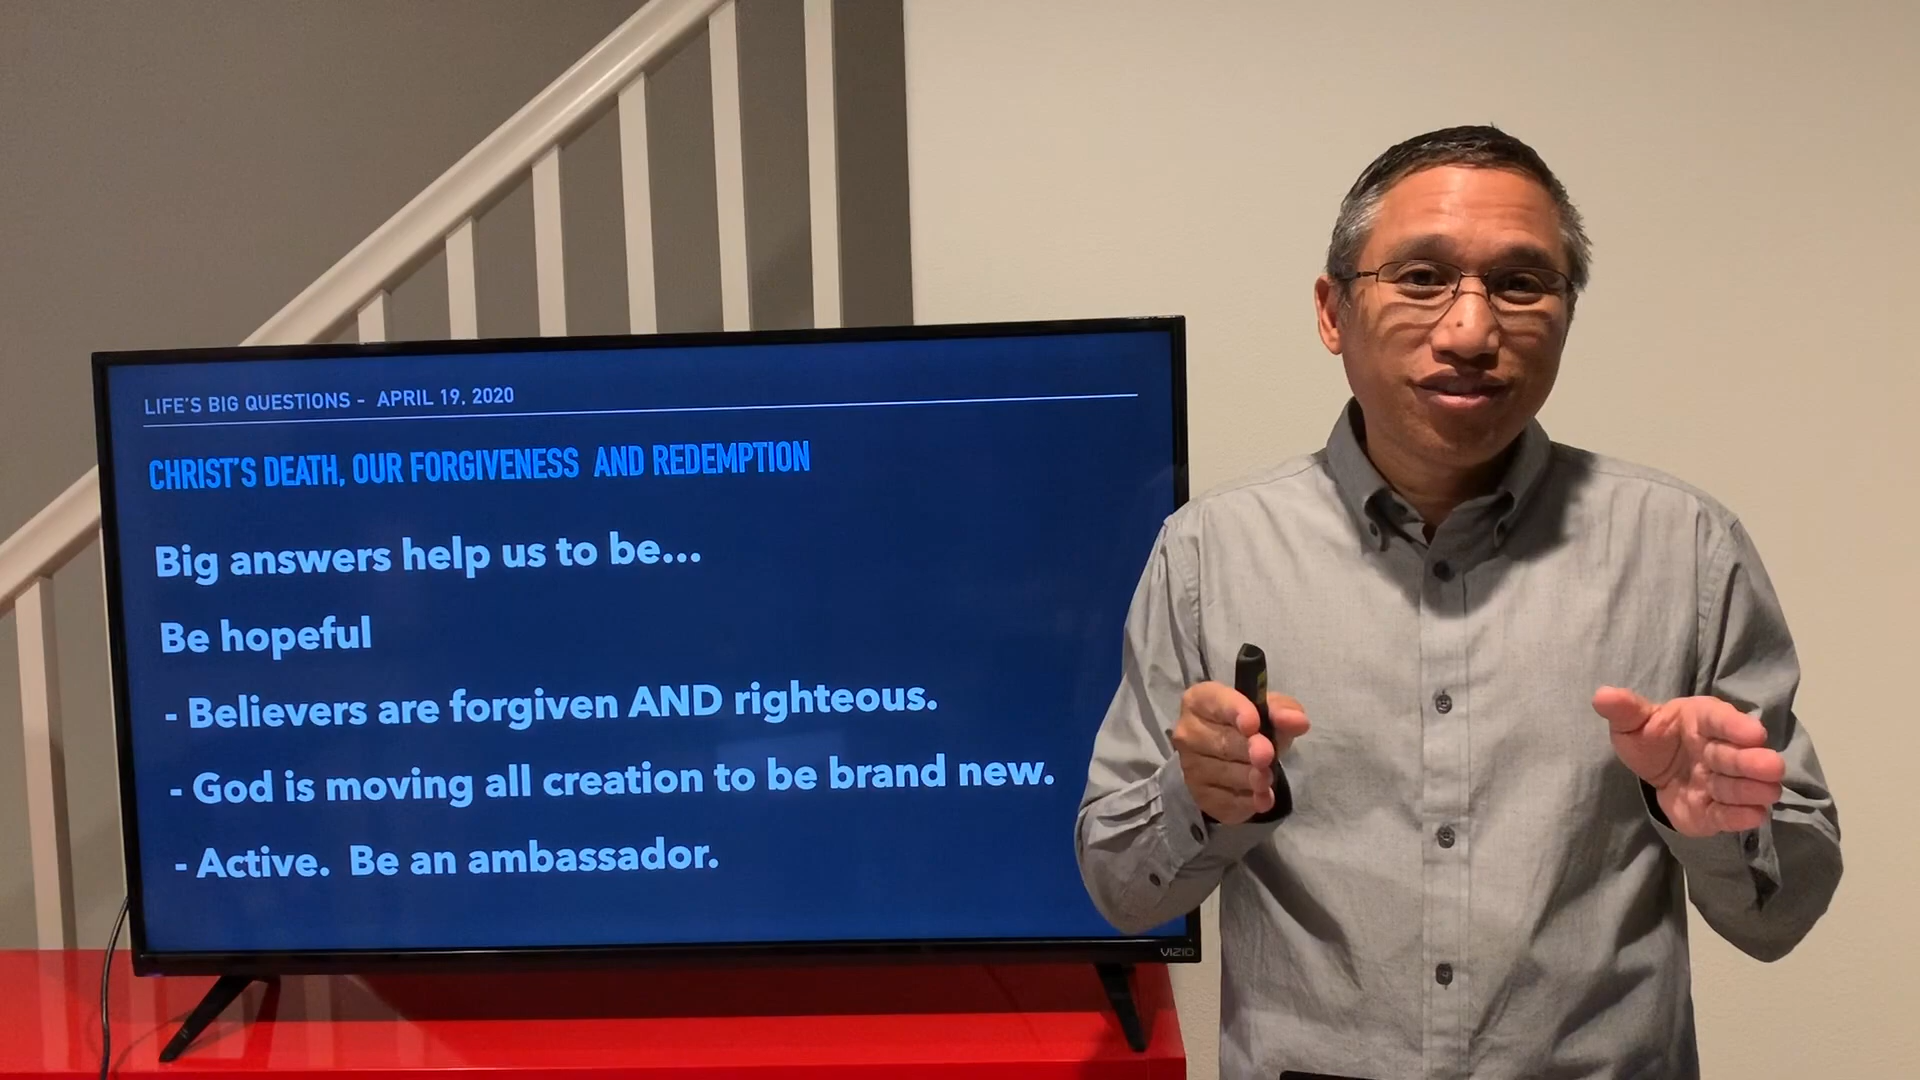 LIFE'S BIG QUESTIONS - APRIL 19, 2020
CHRIST'S DEATH, OUR FORGIVENESS AND REDEMPTION
Big answers help us to be...
Be hopeful
- Believers are forgiven AND righteous.
- God is moving all creation to be brand new.
- Active. Be an ambassador.
VIZIO